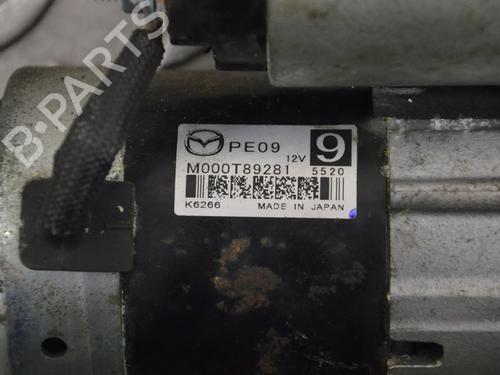 B-PARTS
PE09
12V
9
M000T89281
5520
K6266
MADE IN JAPAN